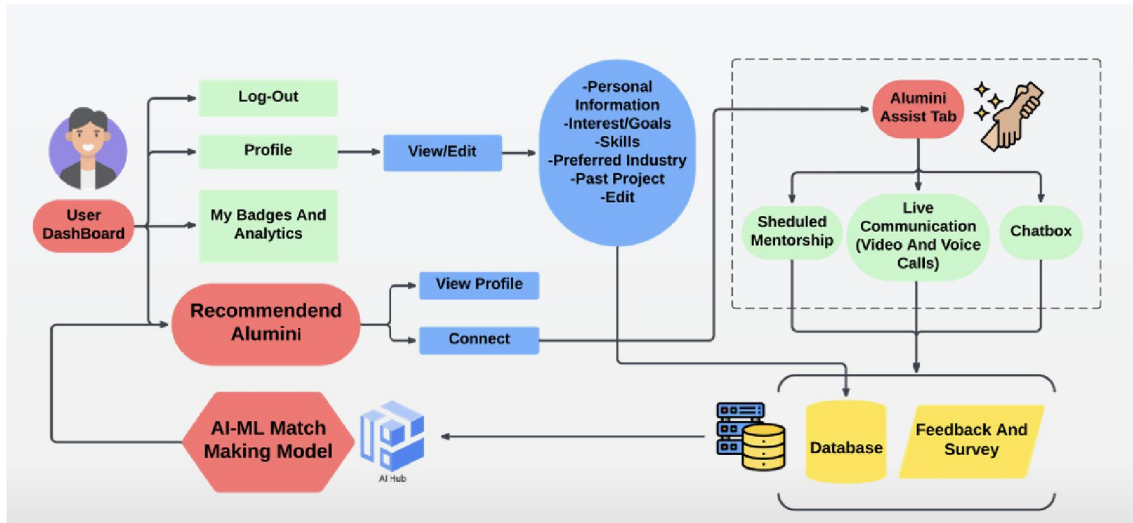 Log-Out
Profile
My Badges And
Analytics
User
DashBoard
View/Edit
-Personal
Information
-Interest/Goals
-Skills
-Preferred Industry
-Past Project
-Edit
Alumini
Assist Tab
Sheduled
Mentorship
Live
Communication
(Video And Voice
Calls)
Chatbox
Recommendend
Alumini
View Profile
Connect
AI-ML Match
Making Model
AI Hub
Database
Feedback And
Survey